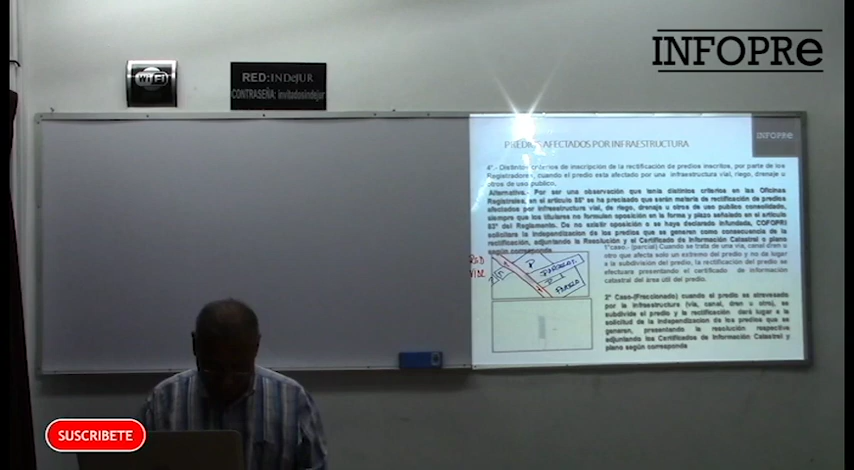 INFOPRe
WiFi
RED:INDeJUR
CONTRASEÑA: invitadosindejur
PREDIOS AFECTADOS POR INFRAESTRUCTURA
INFOPRe
4°.- Distintos criterios de inscripción de la rectificación de predios inscritos, por parte de los
Registradores, cuando el predio esta afectado por una infraestructura vial, riego, drenaje u
otros de uso publico.
Alternativa.- Por ser una observación que tenia distintos criterios en las Oficinas
Registrales, en el artículo 85° se ha precisado que serán materia de rectificación de predios
afectados por infraestructura vial, de riego, drenaje u otros de uso publico consolidado,
siempre que los titulares no formulen oposición en la forma y plazo señalado en el artículo
82° del Reglamento. De no existir oposición o se haya declarado infundada, COFOPRI
solicitara la Independizacion de los predios que se generan como consecuencia de la
rectificación, adjuntando la Resolución y el Certificado de Información Catastral o plano
según corresponda
1°caso.- (parcial) Cuando se trata de una vía, canal dren u
otro que afecta solo un extremo del predio y no da lugar
a la subdivisión del predio, la rectificación del predio se
efectuara presentando el certificado de información
catastral del área útil del predio.
RED
VIAL
P
PARCELA
PUEBLO
2° Caso-(Fraccionado) cuando el predio es atravesado
por la infraestructura (vía, canal, dren u otro), se
subdivide el predio y la rectificación dará lugar a la
solicitud de la Independizacion de los predios que se
generen, presentando la resolución respectiva
adjuntando los Certificados de Información Catastral y
plano según corresponda
SUSCRIBETE